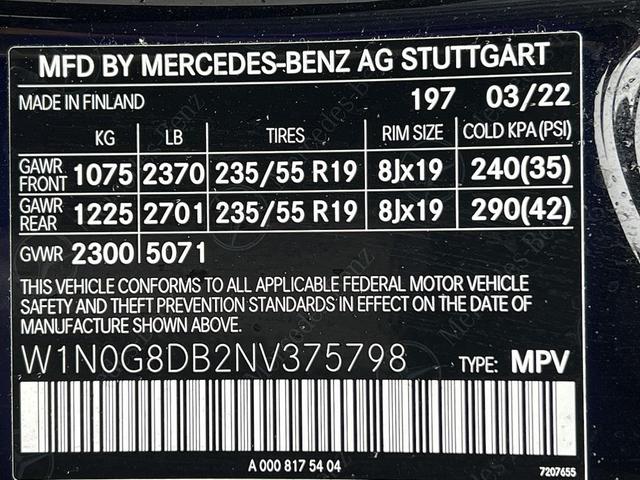 MFD BY MERCEDES-BENZ AG STUTTGART
MADE IN FINLAND 197 03/22
KG LB TIRES RIM SIZE COLD KPA(PSI)
GAWR FRONT 1075 2370 235/55 R19 8Jx19 240(35)
GAWR REAR 1225 2701 235/55 R19 8Jx19 290(42)
GVWR 2300 5071
THIS VEHICLE CONFORMS TO ALL APPLICABLE FEDERAL MOTOR VEHICLE
SAFETY AND THEFT PREVENTION STANDARDS IN EFFECT ON THE DATE OF
MANUFACTURE SHOWN ABOVE.
W1N0G8DB2NV375798 TYPE: MPV
A 000 817 54 04
7207655